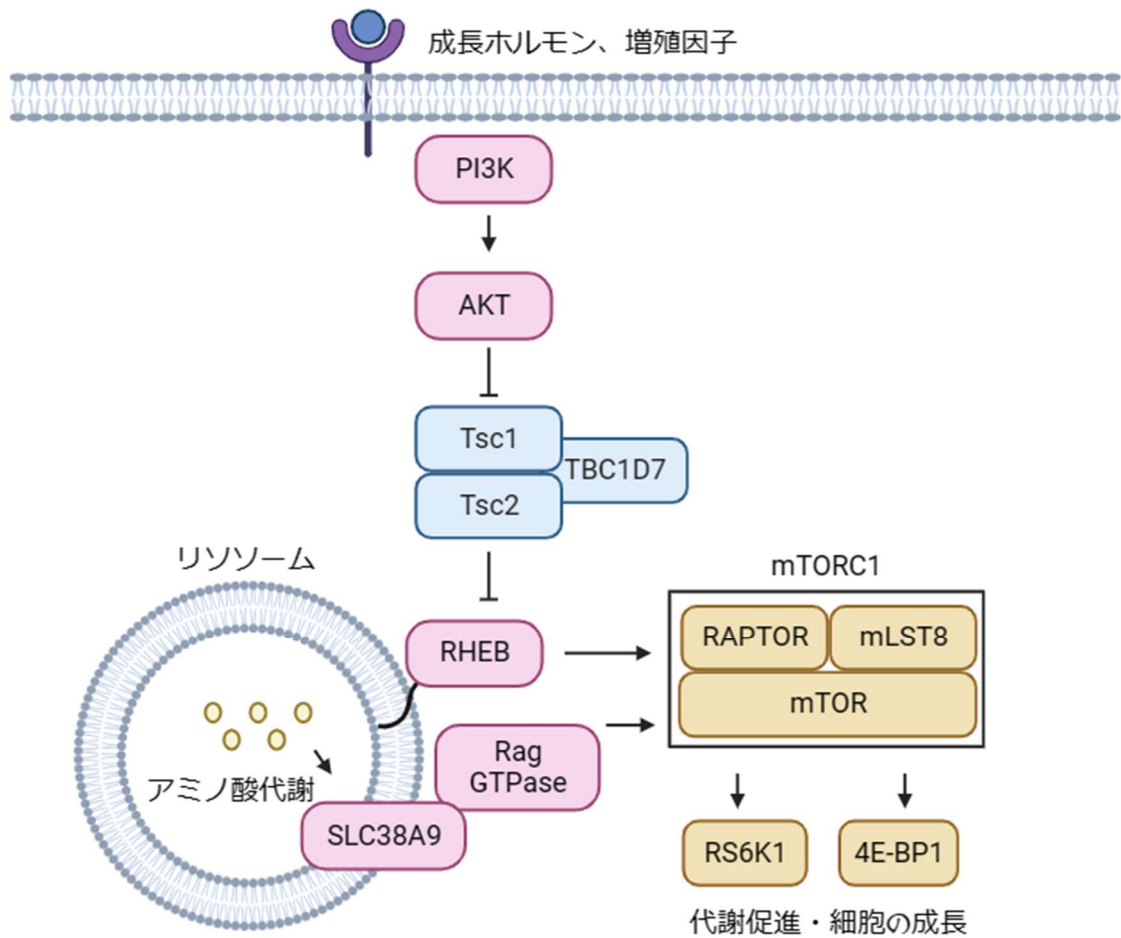 成長ホルモン、増殖因子
PI3K
AKT
Tsc1
TBC1D7
Tsc2
リソソーム
mTORC1
RHEB
RAPTOR
mLST8
mTOR
Rag
GTPase
アミノ酸代謝
SLC38A9
RS6K1
4E-BP1
代謝促進・細胞の成長